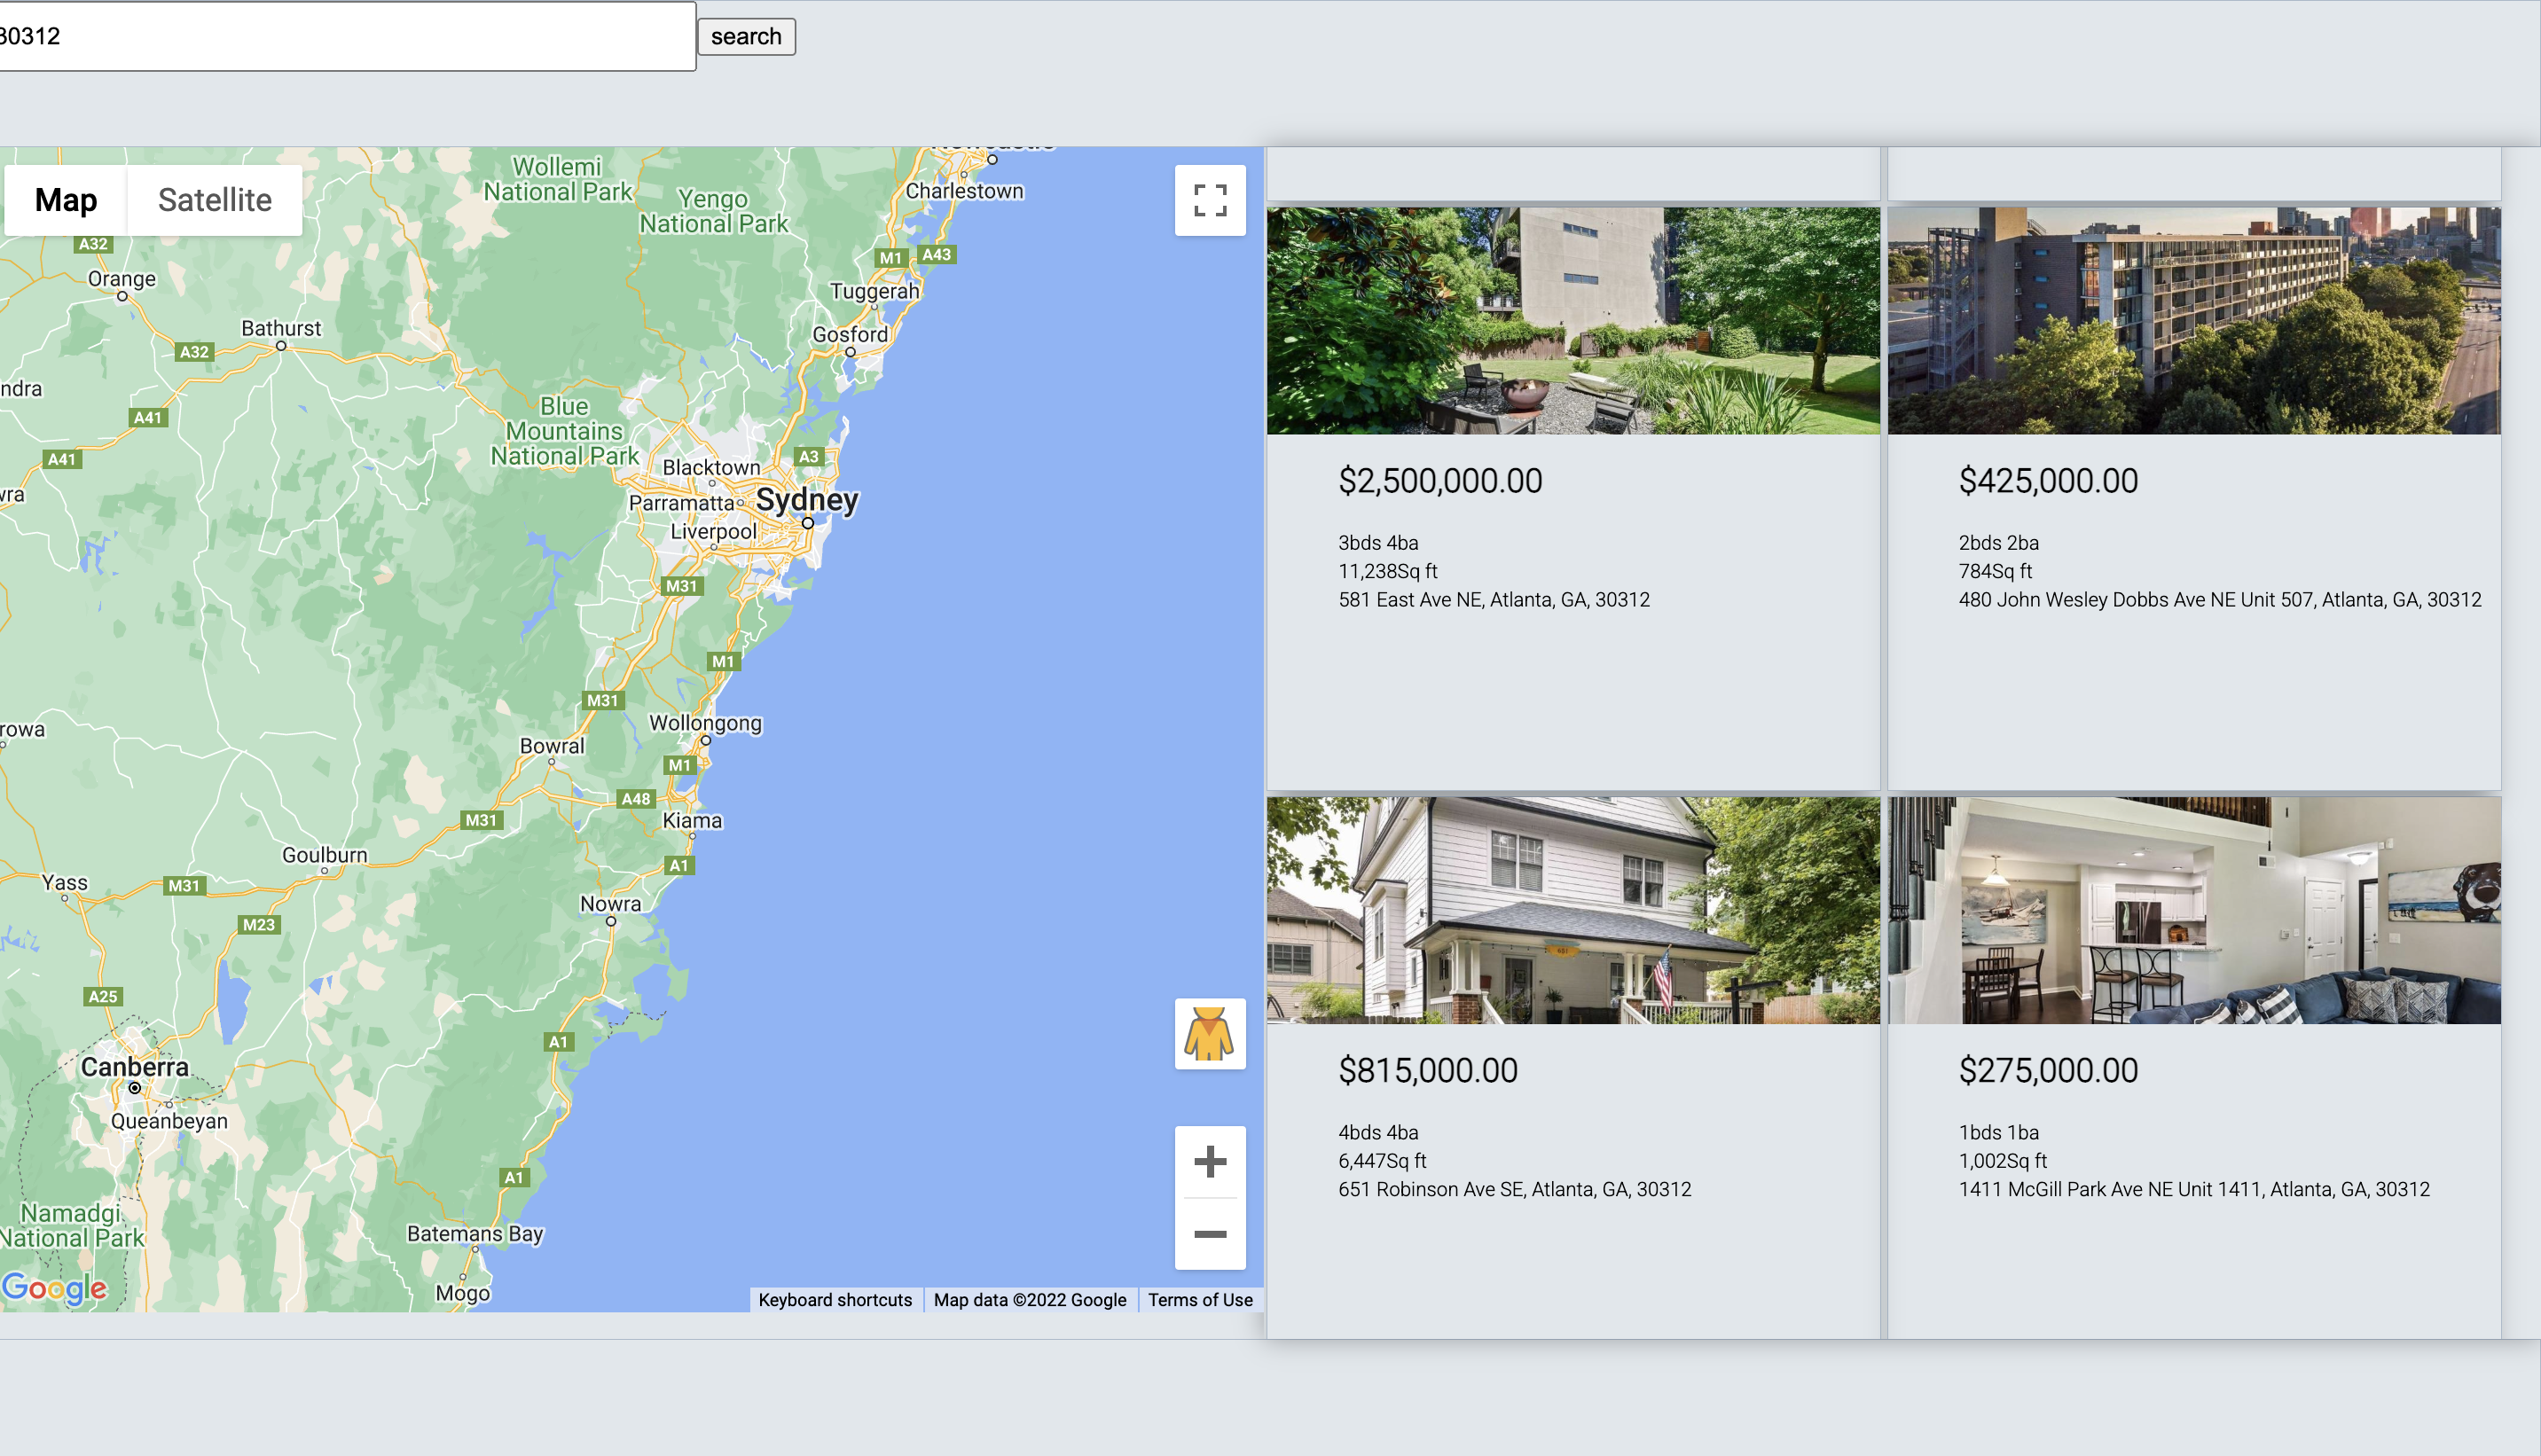 30312
search
Map
Satellite
Wollemi
National Park
Yengo
National Park
Newcastle
Charlestown
A32
Orange
M1
A43
Tuggerah
Bathurst
Gosford
A32
ndra
A41
Blue
Mountains
National Park
A41
A3
Blacktown
Parramatta
Sydney
Liverpool
M31
M1
M31
Wollongong
Bowral
M1
A48
M31
Kiama
Goulburn
A1
Yass
M31
Nowra
M23
A25
A1
Canberra
Queanbeyan
A1
Namadgi
National Park
Batemans Bay
Mogo
Google
Keyboard shortcuts
Map data ©2022 Google
Terms of Use
$2,500,000.00
3bds 4ba
11,238Sq ft
581 East Ave NE, Atlanta, GA, 30312
$425,000.00
2bds 2ba
784Sq ft
480 John Wesley Dobbs Ave NE Unit 507, Atlanta, GA, 30312
$815,000.00
4bds 4ba
6,447Sq ft
651 Robinson Ave SE, Atlanta, GA, 30312
$275,000.00
1bds 1ba
1,002Sq ft
1411 McGill Park Ave NE Unit 1411, Atlanta, GA, 30312